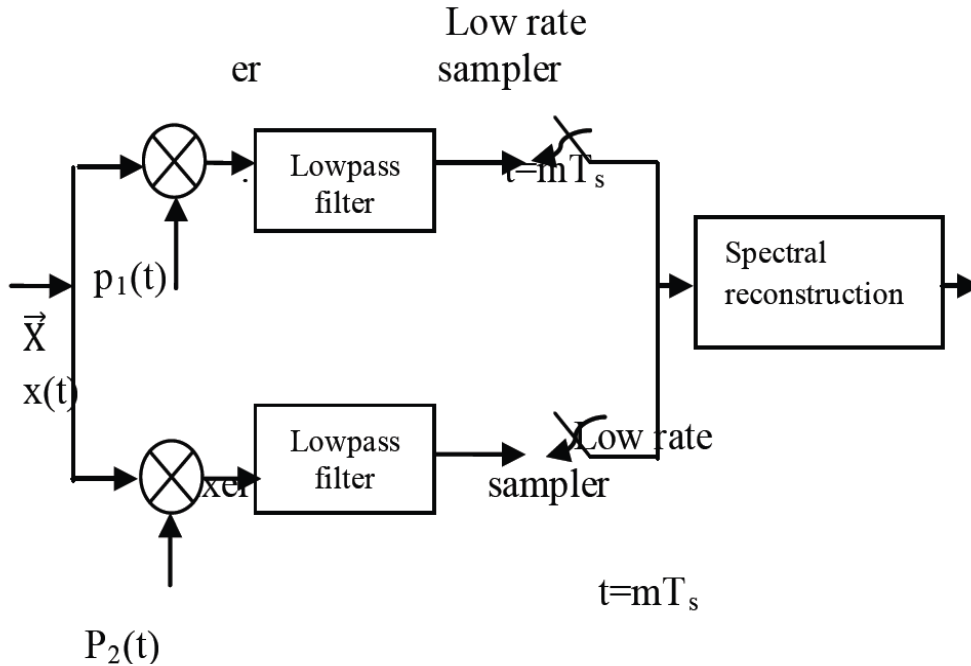 Low rate
sampler
er
Lowpass
filter
t=mTₛ
p₁(t)
Spectral
reconstruction
X⃗
x(t)
Lowpass
filter
Low rate
sampler
xer
t=mTₛ
P₂(t)